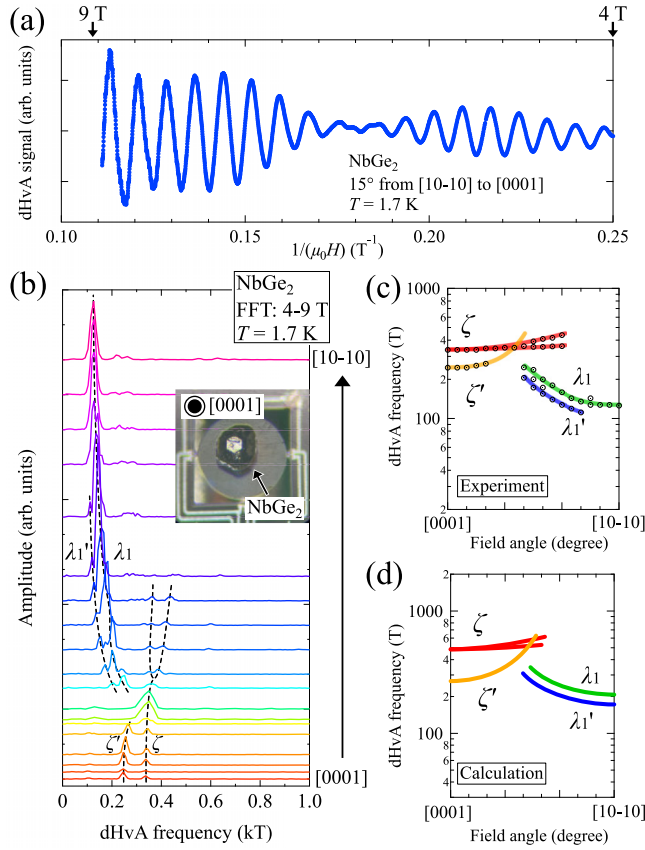 (a)
9 T
4 T
dHvA signal (arb. units)
NbGe2
15° from [10-10] to [0001]
T = 1.7 K
0.10
0.15
0.20
0.25
1/(μ0H) (T-1)
(b)
NbGe2
FFT: 4-9 T
T = 1.7 K
[10-10]
[0001]
NbGe2
Amplitude (arb. units)
λ1'
λ1
ζ'
ζ
[0001]
0
0.2
0.4
0.6
0.8
1.0
dHvA frequency (kT)
(c)
dHvA frequency (T)
1000
8
6
4
2
100
8
6
4
2
ζ
ζ'
λ1
λ1'
Experiment
[0001]
[10-10]
Field angle (degree)
(d)
dHvA frequency (T)
1000
8
6
4
2
100
8
6
4
2
ζ
ζ'
λ1
λ1'
Calculation
[0001]
[10-10]
Field angle (degree)